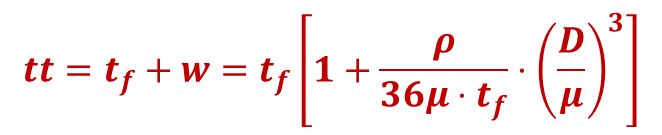 tt = t_f + w = t_f [1 + ρ / (36μ · t_f) · (D / μ)^3]